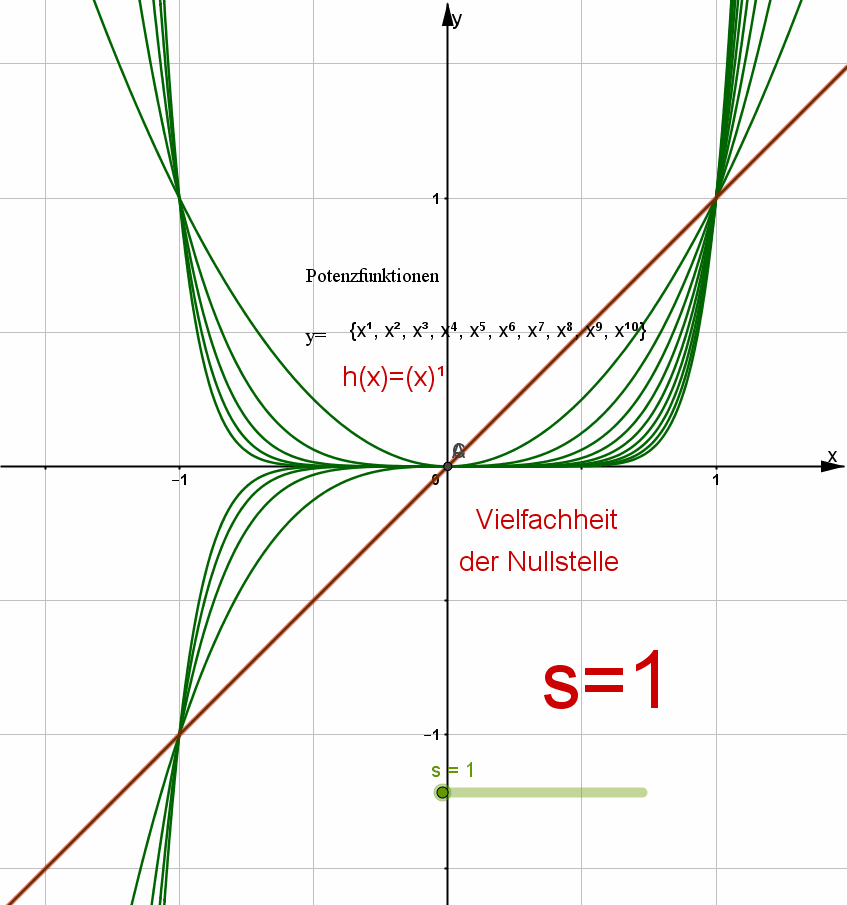 y
1
Potenzfunktionen
y= {x¹, x², x³, x⁴, x⁵, x⁶, x⁷, x⁸, x⁹, x¹⁰}
h(x)=(x)¹
x
−1
0
1
Vielfachheit
der Nullstelle
s=1
−1
s = 1